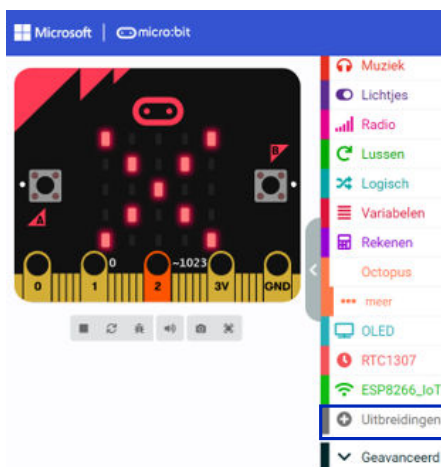 Microsoft micro:bit
B
A
0 ~1023
0 1 2 3V GND
Muziek
Lichtjes
Radio
Lussen
Logisch
Variabelen
Rekenen
Octopus
meer
OLED
RTC1307
ESP8266_IoT
Uitbreidingen
Geavanceerd